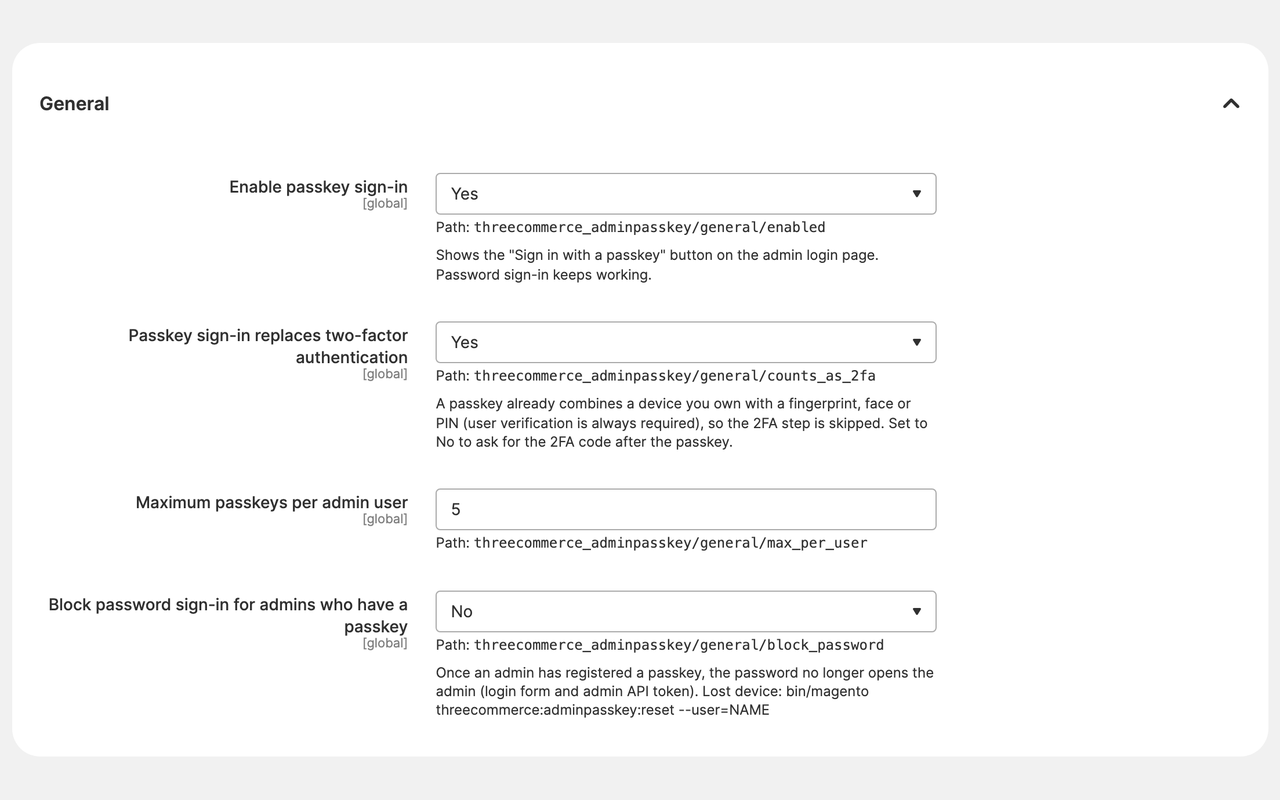 General
Enable passkey sign-in
[global]
Yes
Path: threecommerce_adminpasskey/general/enabled
Shows the "Sign in with a passkey" button on the admin login page.
Password sign-in keeps working.
Passkey sign-in replaces two-factor
authentication
[global]
Yes
Path: threecommerce_adminpasskey/general/counts_as_2fa
A passkey already combines a device you own with a fingerprint, face or
PIN (user verification is always required), so the 2FA step is skipped. Set to
No to ask for the 2FA code after the passkey.
Maximum passkeys per admin user
[global]
5
Path: threecommerce_adminpasskey/general/max_per_user
Block password sign-in for admins who have a
passkey
[global]
No
Path: threecommerce_adminpasskey/general/block_password
Once an admin has registered a passkey, the password no longer opens the
admin (login form and admin API token). Lost device: bin/magento
threecommerce:adminpasskey:reset --user=NAME